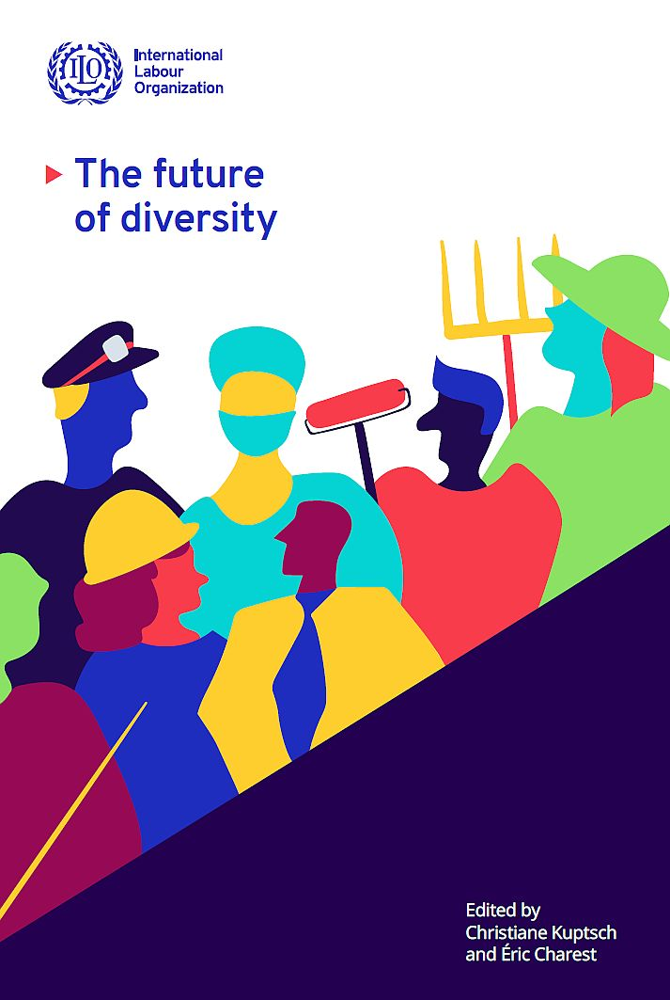 ILO
International
Labour
Organization
The future
of diversity
Edited by
Christiane Kuptsch
and Éric Charest